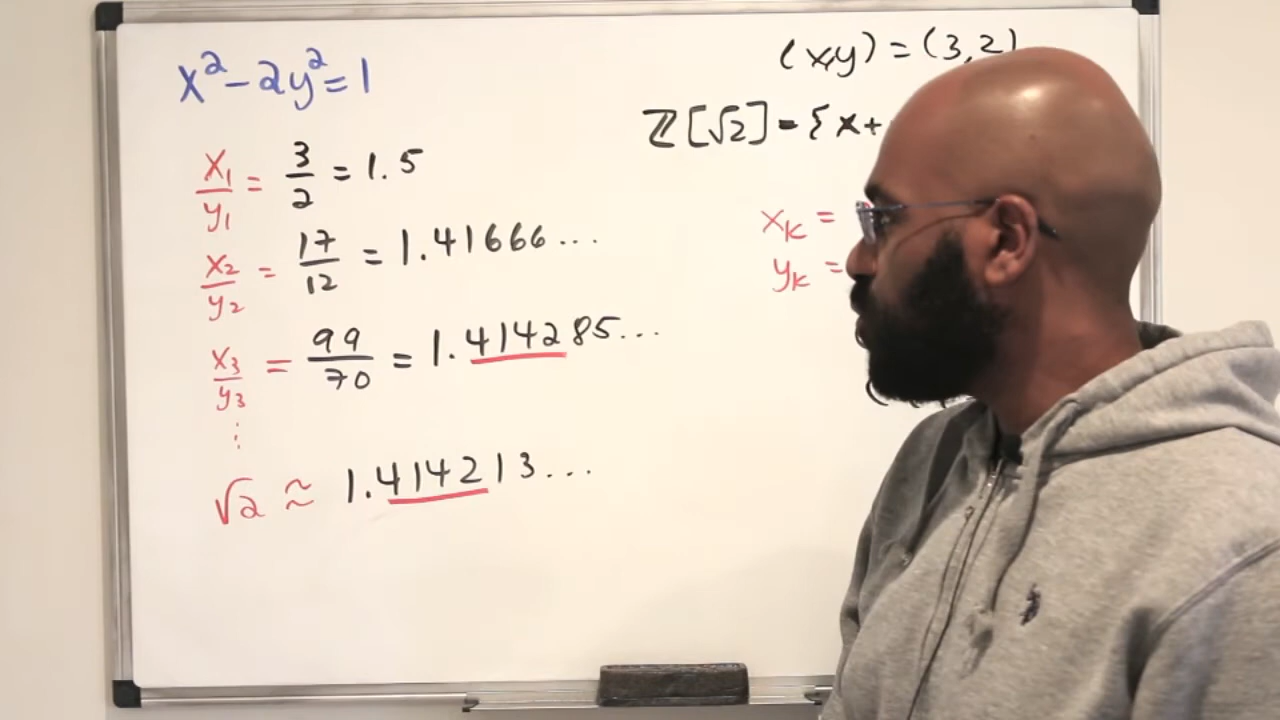 x²-2y²=1
x₁/y₁ = 3/2 = 1.5
x₂/y₂ = 17/12 = 1.41666...
x₃/y₃ = 99/70 = 1.414285...
⋮
√2 ≈ 1.414213...
(x,y) = (3,2)
ℤ[√2] = {x+
xₖ =
yₖ =